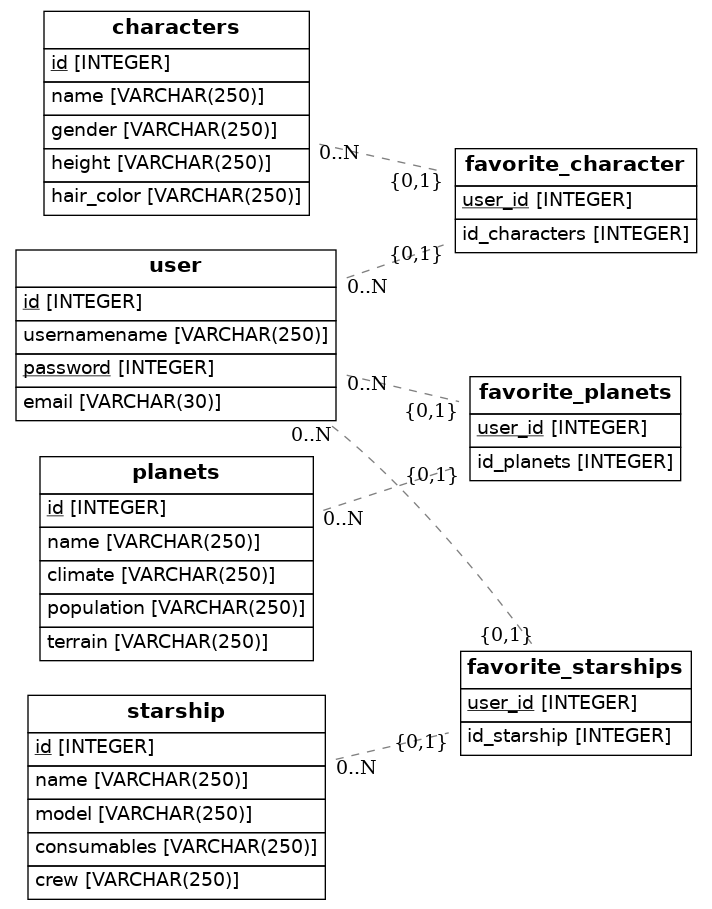 characters
id [INTEGER]
name [VARCHAR(250)]
gender [VARCHAR(250)]
height [VARCHAR(250)]
hair_color [VARCHAR(250)]
0..N
{0,1}
favorite_character
user_id [INTEGER]
id_characters [INTEGER]
{0,1}
0..N
user
id [INTEGER]
usernamename [VARCHAR(250)]
password [INTEGER]
email [VARCHAR(30)]
0..N
{0,1}
0..N
favorite_planets
user_id [INTEGER]
id_planets [INTEGER]
{0,1}
0..N
planets
id [INTEGER]
name [VARCHAR(250)]
climate [VARCHAR(250)]
population [VARCHAR(250)]
terrain [VARCHAR(250)]
{0,1}
favorite_starships
user_id [INTEGER]
id_starship [INTEGER]
{0,1}
0..N
starship
id [INTEGER]
name [VARCHAR(250)]
model [VARCHAR(250)]
consumables [VARCHAR(250)]
crew [VARCHAR(250)]